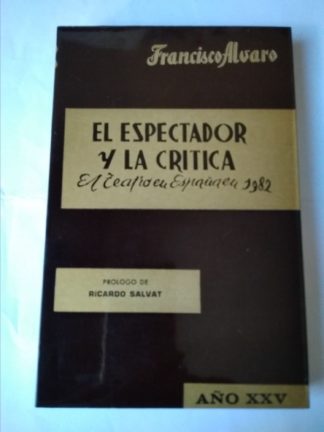 Francisco Alvaro
EL ESPECTADOR
Y LA CRITICA
El Teatro en España en 1982
PROLOGO DE
RICARDO SALVAT
AÑO XXV